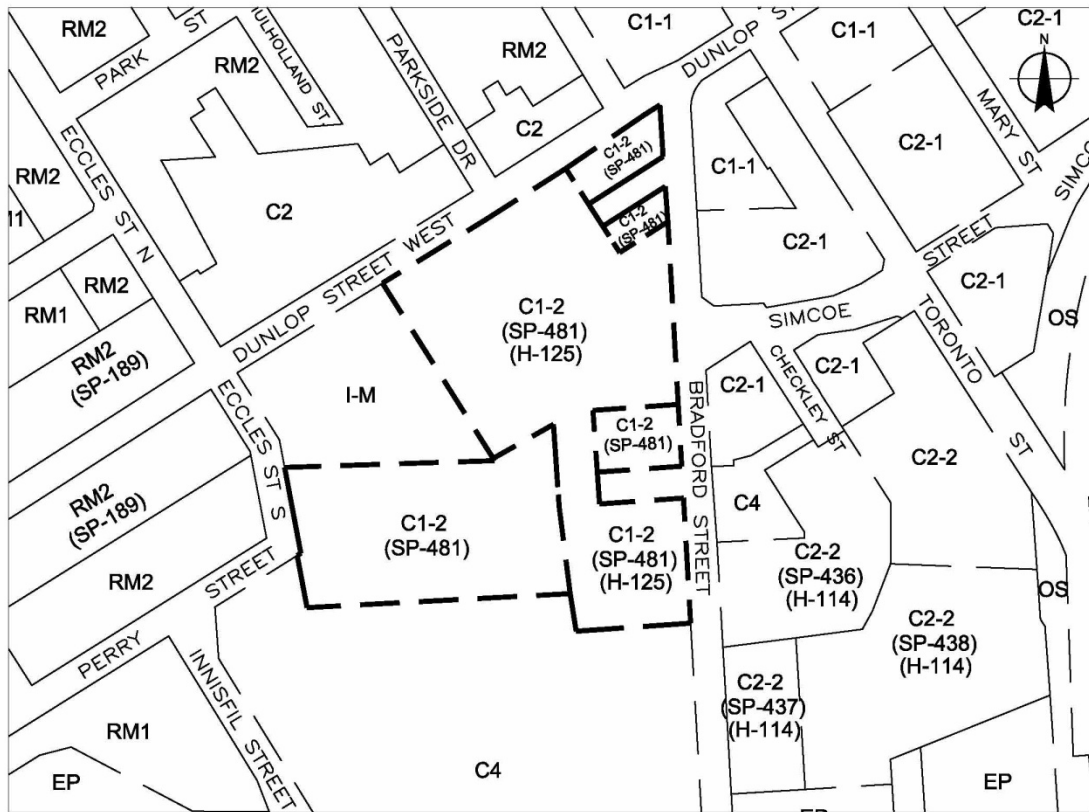 RM2
PARK ST
MULHOLLAND ST
RM2
PARKSIDE DR
RM2
C1-1
DUNLOP ST
C1-1
C2-1
N
MARY ST
SIMCOE
ECCLES ST N
RM2
C2
C1-2
(SP-481)
C1-1
C2-1
C2
C1-2
(SP-481)
C2-1
STREET
RM2
RM1
RM2
(SP-189)
DUNLOP STREET WEST
C1-2
(SP-481)
(H-125)
SIMCOE
C2-1
TORONTO ST
OS
ECCLES ST S
I-M
C2-1
CHECKLEY ST
C2-1
C1-2
(SP-481)
BRADFORD STREET
C2-2
RM2
(SP-189)
C1-2
(SP-481)
C1-2
(SP-481)
(H-125)
C4
RM2
C2-2
(SP-436)
(H-114)
OS
PERRY STREET
C2-2
(SP-438)
(H-114)
INNISFIL STREET
C2-2
(SP-437)
(H-114)
RM1
EP
C4
EP